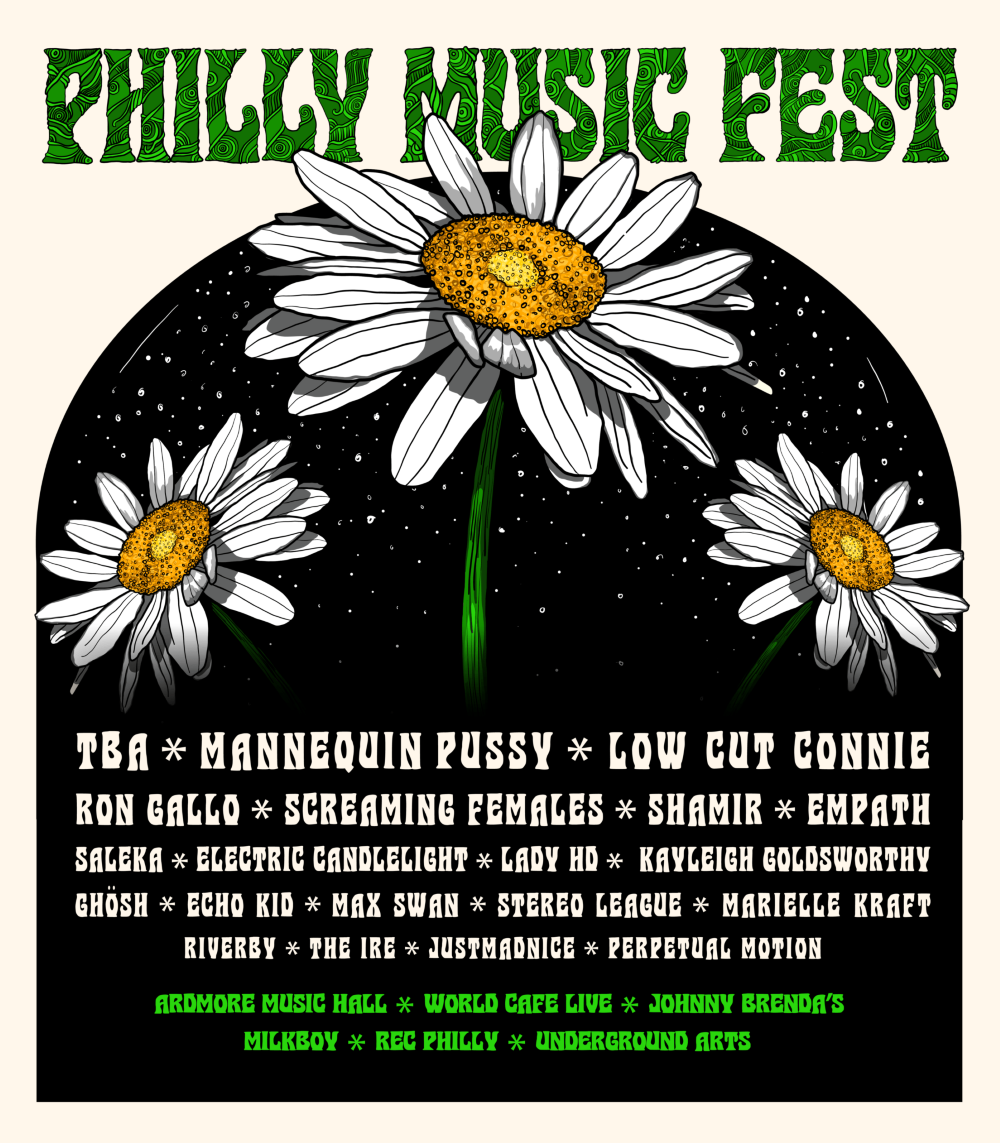 PHILLY MUSIC FEST
TBA * MANNEQUIN PUSSY * LOW CUT CONNIE
RON GALLO * SCREAMING FEMALES * SHAMIR * EMPATH
SALEKA * ELECTRIC CANDLELIGHT * LADY HD * KAYLEIGH GOLDSWORTHY
GHÖSH * ECHO KID * MAX SWAN * STEREO LEAGUE * MARIELLE KRAFT
RIVERBY * THE IRE * JUSTMADNICE * PERPETUAL MOTION
ARDMORE MUSIC HALL * WORLD CAFE LIVE * JOHNNY BRENDA'S
MILKBOY * REC PHILLY * UNDERGROUND ARTS